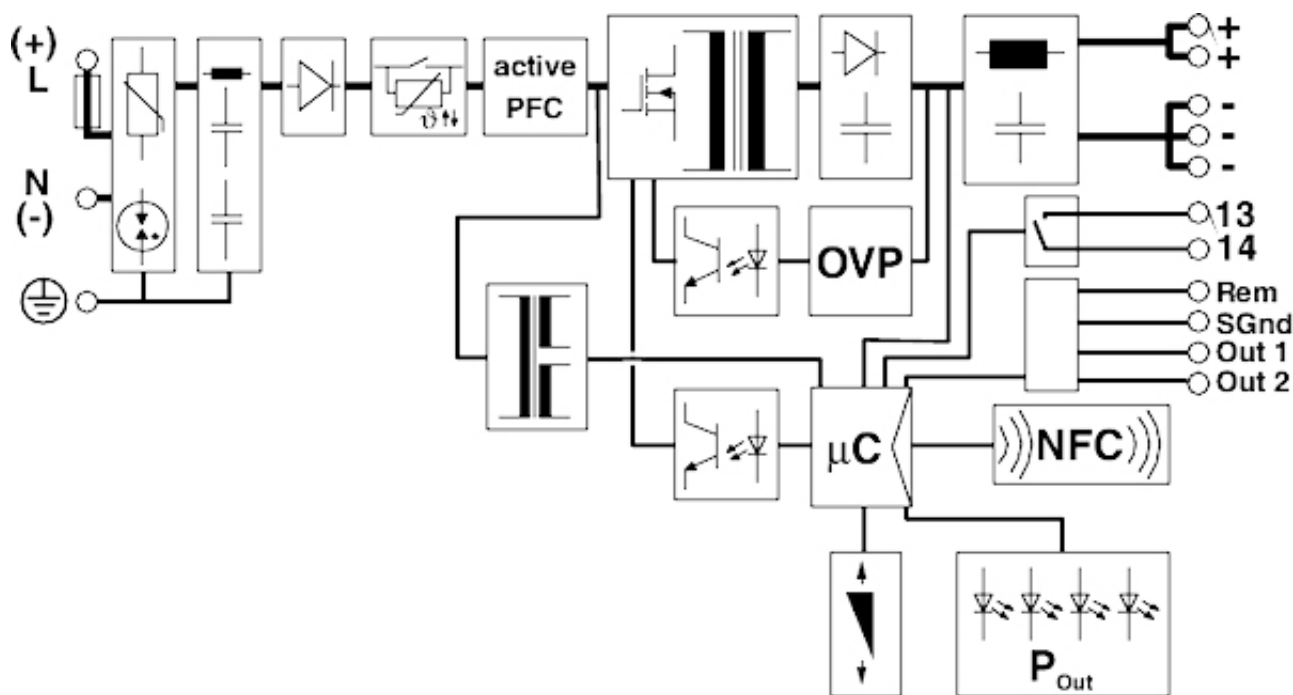 (+)
L
N
(-)
active
PFC
ϑ
+
+
-
-
-
OVP
13
14
Rem
SGnd
Out 1
Out 2
μC
NFC
POut